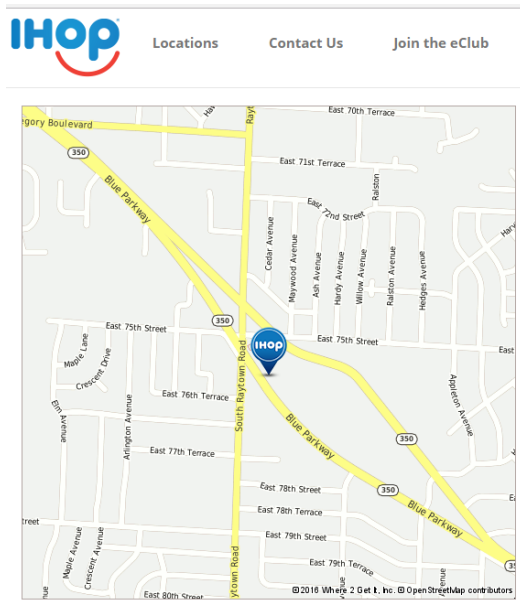 IHOP
Locations
Contact Us
Join the eClub
East 70th Terrace
egory Boulevard
350
East 71st Terrace
Blue Parkway
Ralston
East 72nd Street
Cedar Avenue
Maywood Avenue
Ash Avenue
Hardy Avenue
Willow Avenue
Ralston Avenue
Hedges Avenue
350
East 75th Street
East 75th Street
East
IHOP
Maple Lane
Crescent Drive
South Raytown Road
Appleton Avenue
East 76th Terrace
Elm Avenue
Arlington Avenue
Blue Parkway
350
East 77th Terrace
East 78th Street
350
Blue Parkway
East 78th Terrace
treet
East 79th Street
Maple Avenue
Crescent Avenue
ytown Road
East 79th Terrace
East 80th Street
© 2016 Where 2 Get It, Inc. © OpenStreetMap contributors